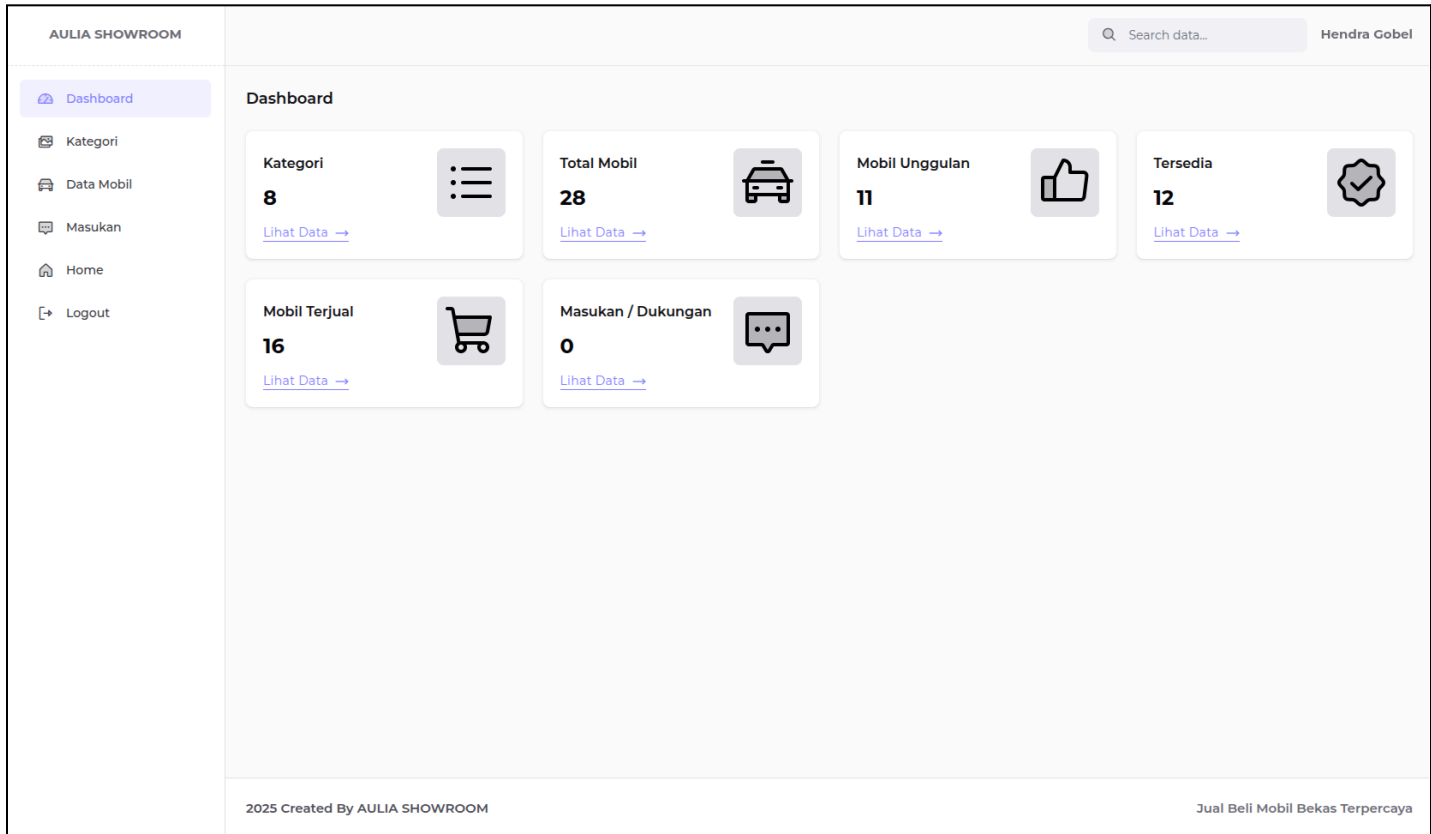 AULIA SHOWROOM
Search data...
Hendra Gobel
Dashboard
Kategori
Data Mobil
Masukan
Home
Logout
Dashboard
Kategori
8
Lihat Data →
Total Mobil
28
Lihat Data →
Mobil Unggulan
11
Lihat Data →
Tersedia
12
Lihat Data →
Mobil Terjual
16
Lihat Data →
Masukan / Dukungan
0
Lihat Data →
2025 Created By AULIA SHOWROOM
Jual Beli Mobil Bekas Terpercaya